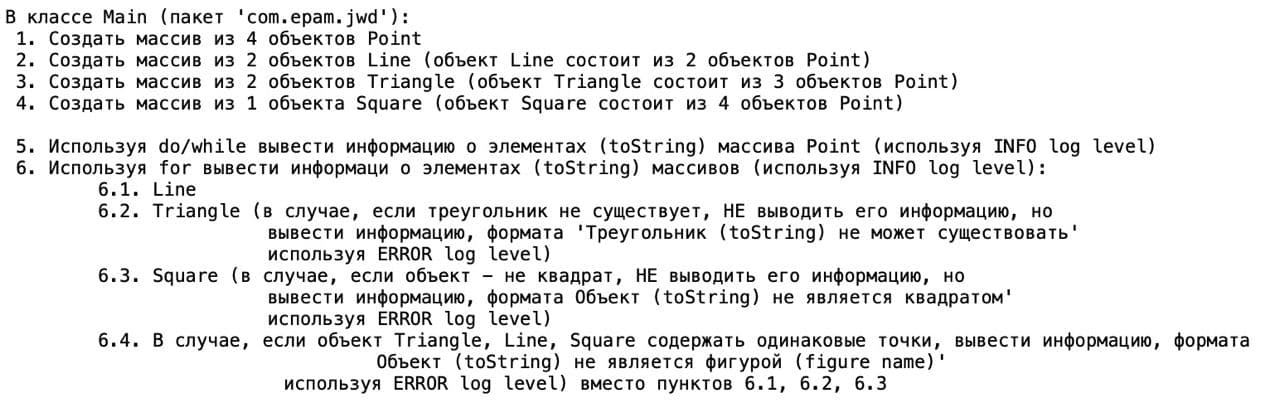 В классе Main (пакет 'com.epam.jwd'):
1. Создать массив из 4 объектов Point
2. Создать массив из 2 объектов Line (объект Line состоит из 2 объектов Point)
3. Создать массив из 2 объектов Triangle (объект Triangle состоит из 3 объектов Point)
4. Создать массив из 1 объекта Square (объект Square состоит из 4 объектов Point)
5. Используя do/while вывести информацию о элементах (toString) массива Point (используя INFO log level)
6. Используя for вывести информаци о элементах (toString) массивов (используя INFO log level):
6.1. Line
6.2. Triangle (в случае, если треугольник не существует, НЕ выводить его информацию, но
вывести информацию, формата 'Треугольник (toString) не может существовать'
используя ERROR log level)
6.3. Square (в случае, если объект – не квадрат, НЕ выводить его информацию, но
вывести информацию, формата Объект (toString) не является квадратом'
используя ERROR log level)
6.4. В случае, если объект Triangle, Line, Square содержать одинаковые точки, вывести информацию, формата
Объект (toString) не является фигурой (figure name)'
используя ERROR log level) вместо пунктов 6.1, 6.2, 6.3